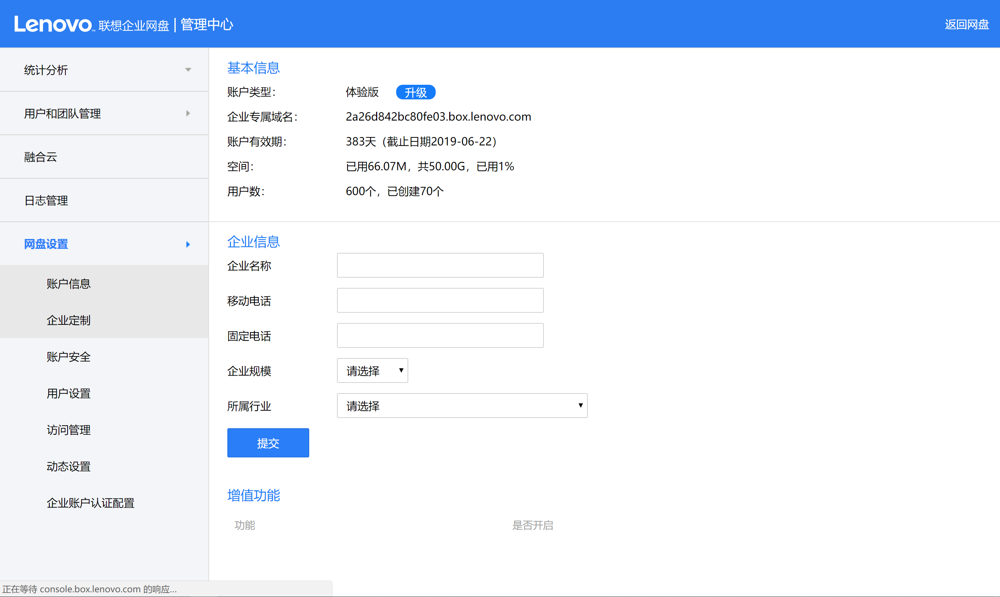 Lenovo™ 联想企业网盘 | 管理中心
返回网盘
统计分析
用户和团队管理
融合云
日志管理
网盘设置
账户信息
企业定制
账户安全
用户设置
访问管理
动态设置
企业账户认证配置
基本信息
账户类型： 体验版 升级
企业专属域名： 2a26d842bc80fe03.box.lenovo.com
账户有效期： 383天（截止日期2019-06-22）
空间： 已用66.07M，共50.00G，已用1%
用户数： 600个，已创建70个
企业信息
企业名称
移动电话
固定电话
企业规模 请选择
所属行业 请选择
提交
增值功能
功能 是否开启
正在等待 console.box.lenovo.com 的响应...